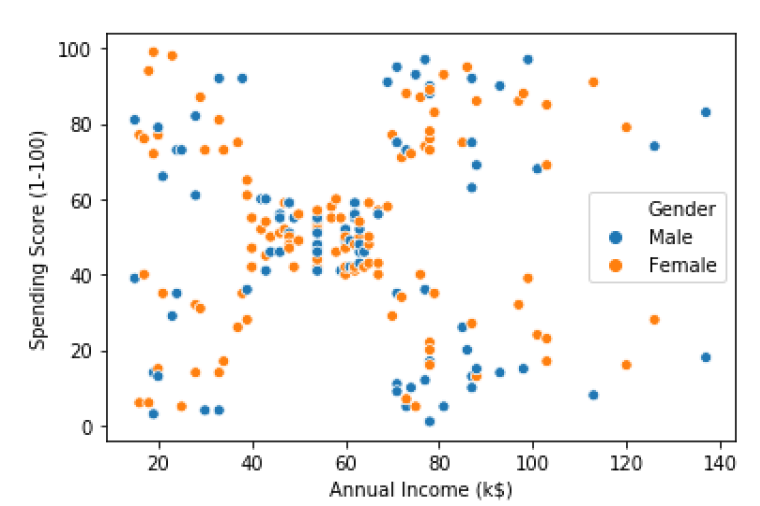 100
80
60
40
20
0
Spending Score (1-100)
Gender
Male
Female
20 40 60 80 100 120 140
Annual Income (k$)